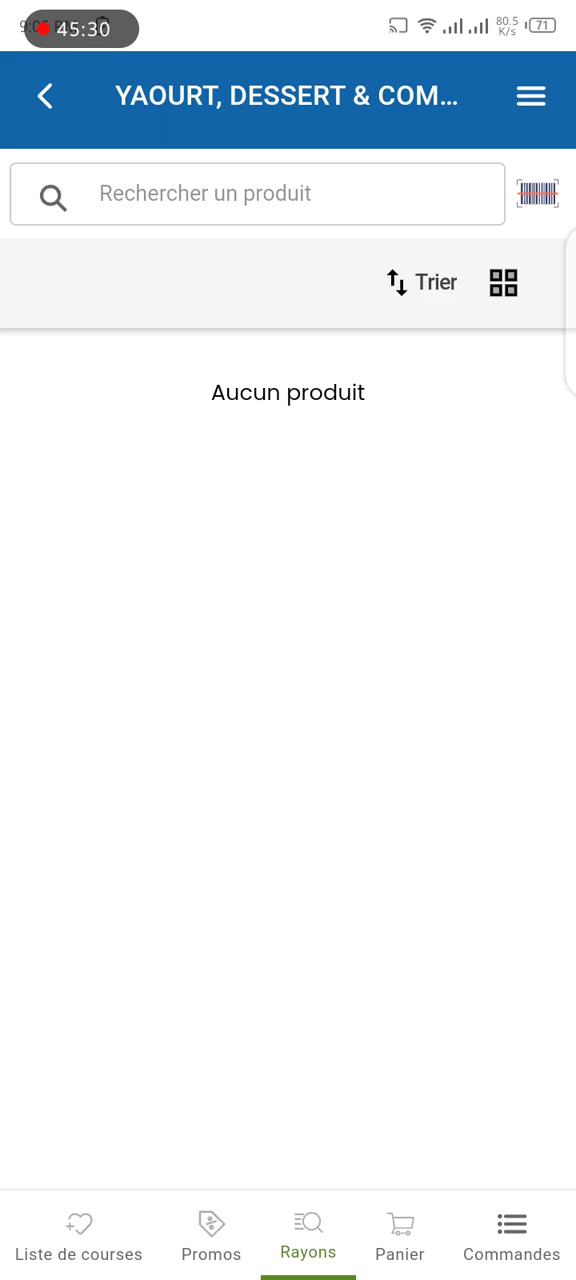 45:30
80.5
K/s
71
YAOURT, DESSERT & COM...
Rechercher un produit
Trier
Aucun produit
Liste de courses
Promos
Rayons
Panier
Commandes